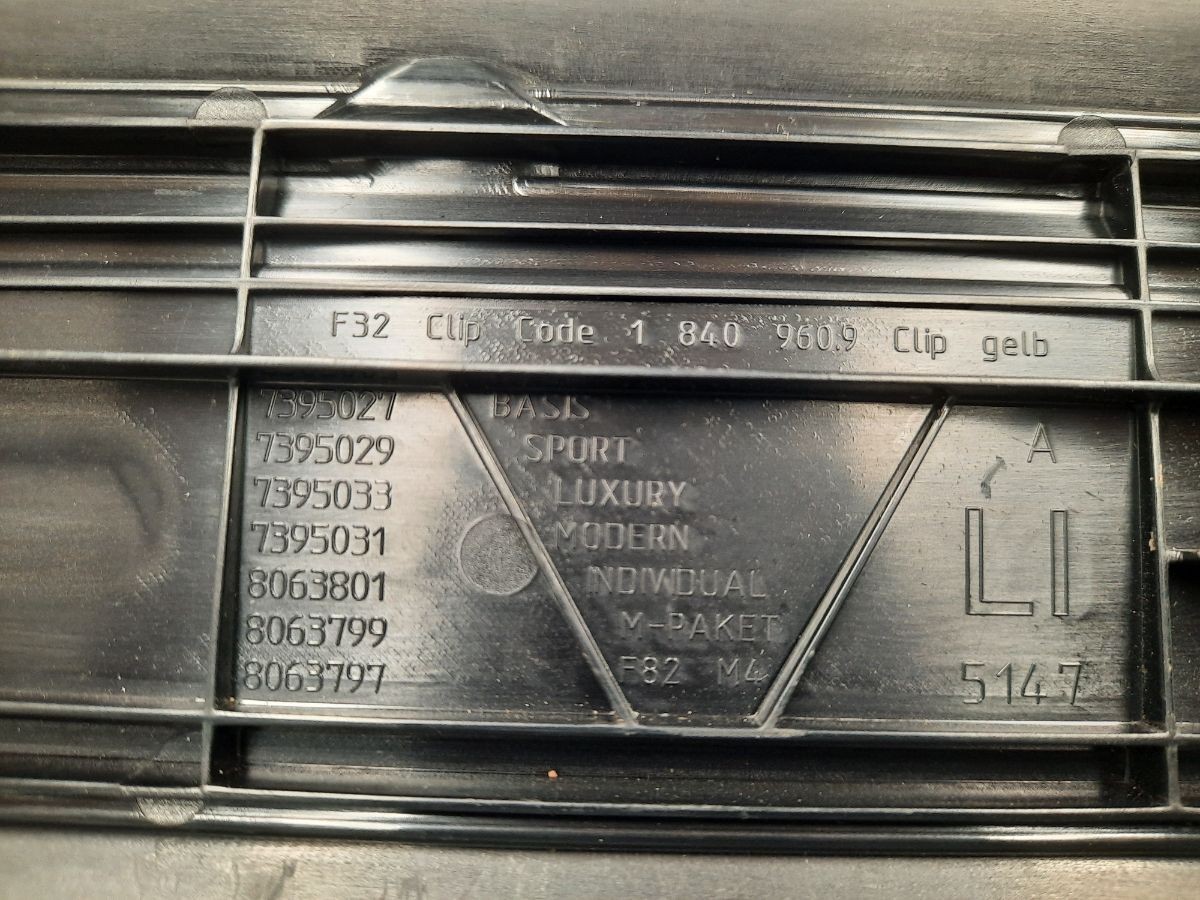 F32 Clip Code 1 840 960.9 Clip gelb
7395027 BASIS
7395029 SPORT
7395033 LUXURY
7395031 MODERN
8063801 INDIWDUAL
8063799 M-PAKET
8063797 F82 M4
A
LI
5147